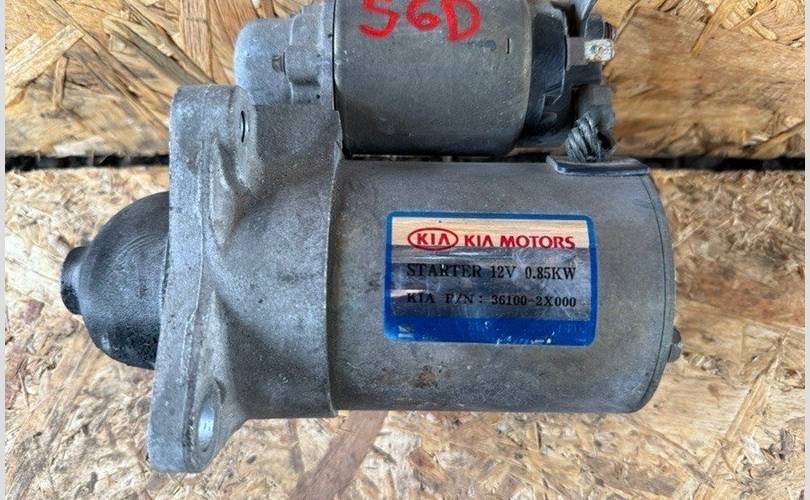 56D
KIA KIA MOTORS
STARTER 12V 0.85KW
KIA P/N : 36100-2X000